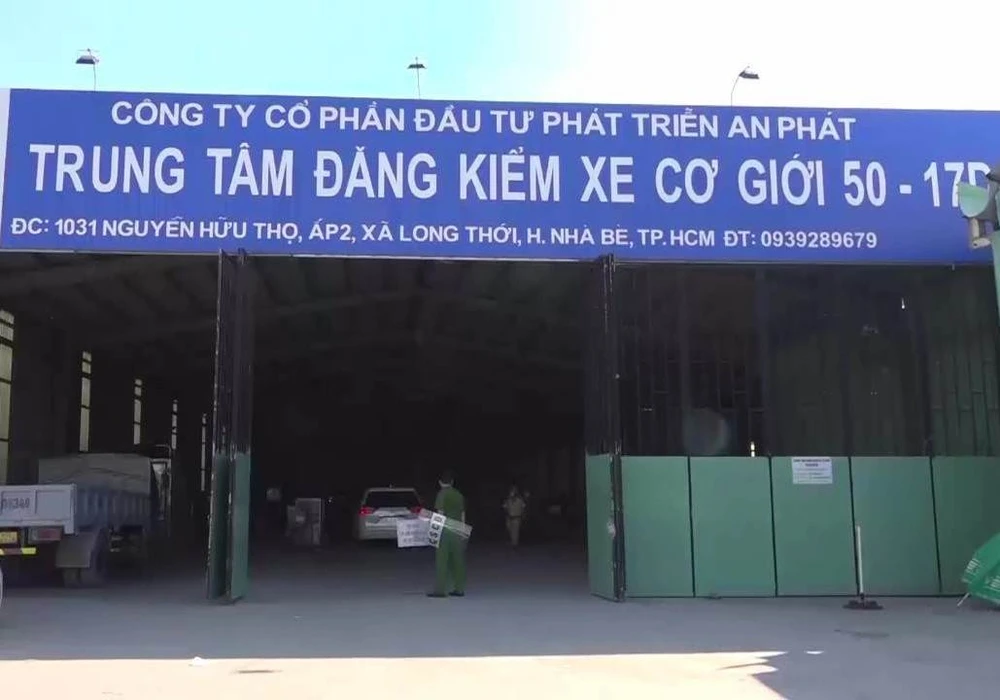 CÔNG TY CỔ PHẦN ĐẦU TƯ PHÁT TRIỂN AN PHÁT
TRUNG TÂM ĐĂNG KIỂM XE CƠ GIỚI 50 - 17D
ĐC: 1031 NGUYỄN HỮU THỌ, ẤP2, XÃ LONG THỚI, H. NHÀ BÈ, TP.HCM ĐT: 0939289679